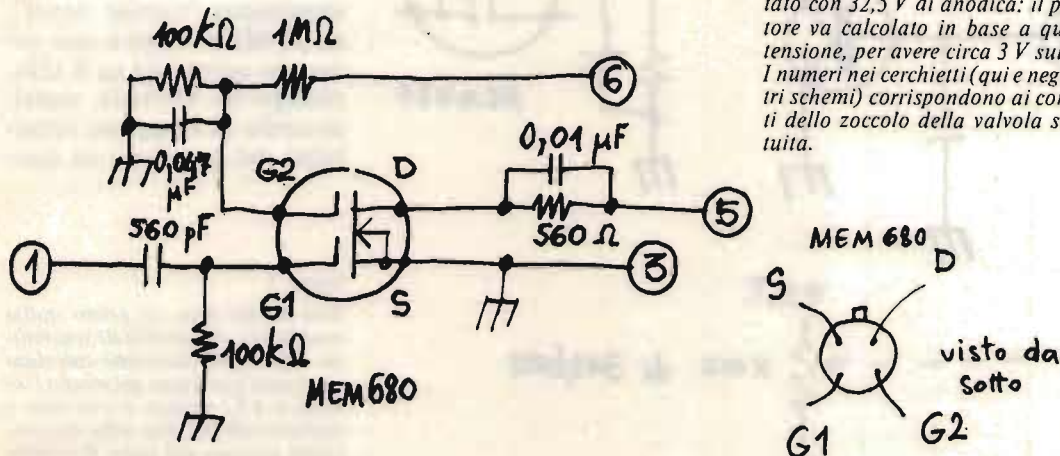 tato con 32,5 V di anodica: il p
tore va calcolato in base a qu
tensione, per avere circa 3 V sul
I numeri nei cerchietti (qui e neg
tri schemi) corrispondono ai col
ti dello zoccolo della valvola s
tuita.
100kΩ
1MΩ
6
0,047
μF
G2
D
0,01 μF
560 pF
5
560 Ω
1
3
G1
S
100kΩ
MEM680
MEM 680
S
D
visto da
sotto
G1
G2